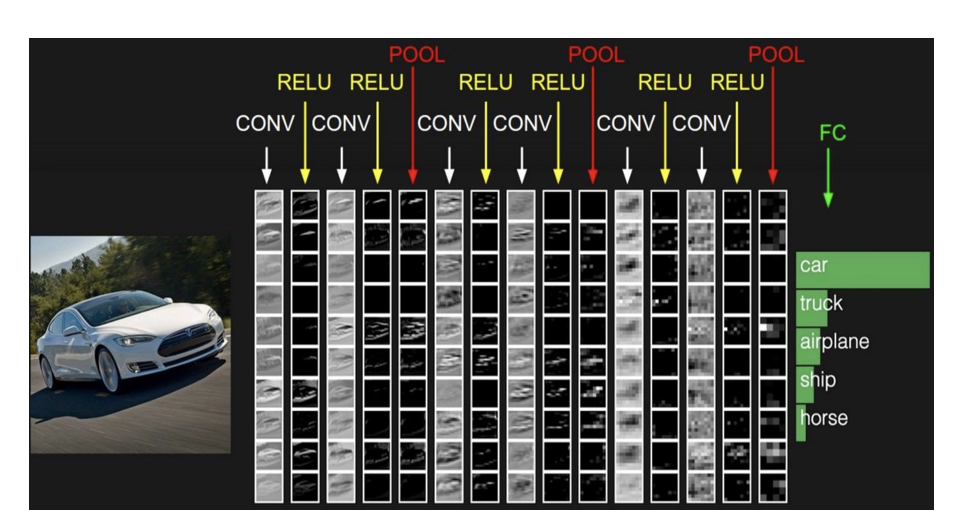 POOL POOL POOL
RELU RELU RELU RELU RELU RELU
CONV CONV CONV CONV CONV CONV
FC
car
truck
airplane
ship
horse